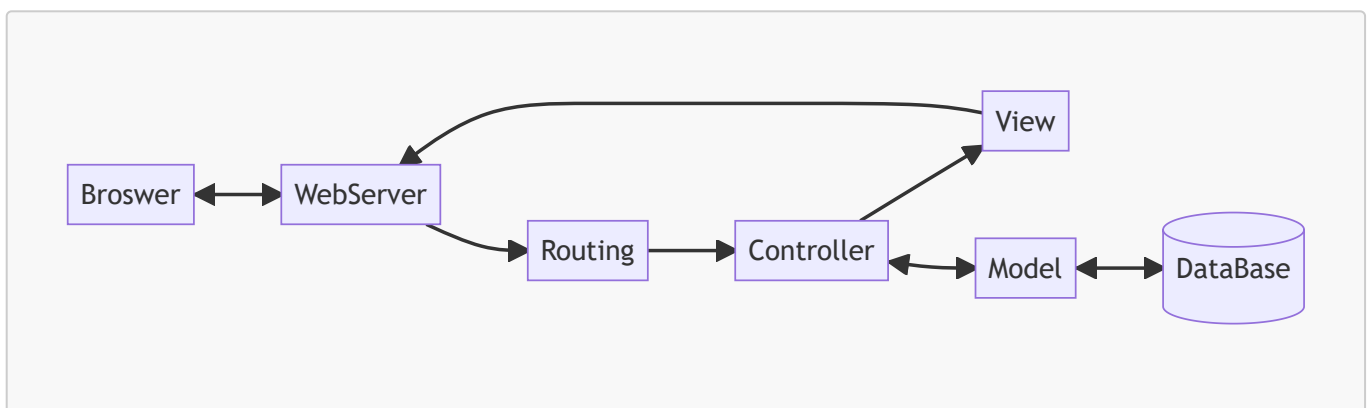 View
Broswer
WebServer
Routing
Controller
Model
DataBase